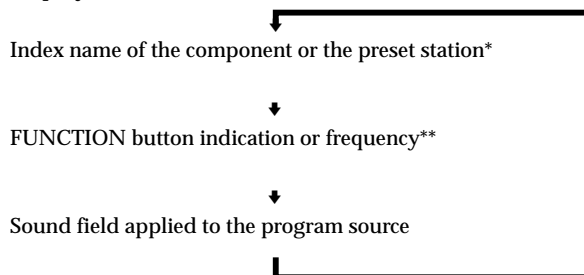 Index name of the component or the preset station*
FUNCTION button indication or frequency**
Sound field applied to the program source